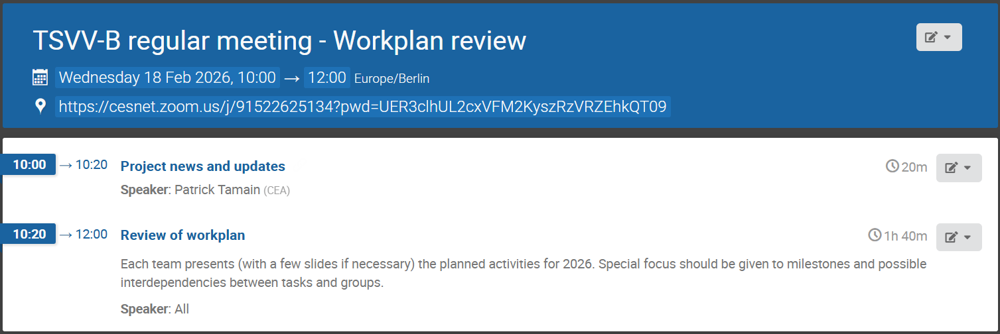 TSVV-B regular meeting - Workplan review
Wednesday 18 Feb 2026, 10:00 → 12:00 Europe/Berlin
https://cesnet.zoom.us/j/91522625134?pwd=UER3clhUL2cxVFM2KyszRzVRZEhkQT09
10:00 → 10:20 Project news and updates 20m
Speaker: Patrick Tamain (CEA)
10:20 → 12:00 Review of workplan 1h 40m
Each team presents (with a few slides if necessary) the planned activities for 2026. Special focus should be given to milestones and possible
interdependencies between tasks and groups.
Speaker: All